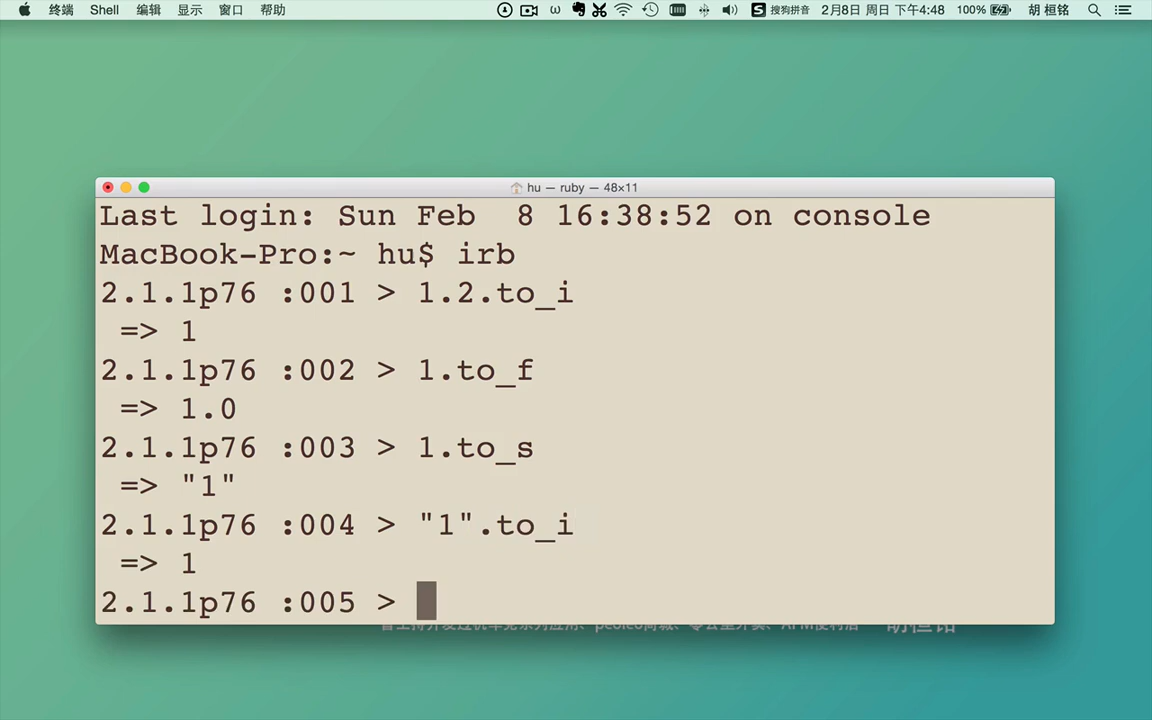 终端 Shell 编辑 显示 窗口 帮助 搜狗拼音 2月8日 周日 下午4:48 100% 胡 桓铭
hu — ruby — 48×11
Last login: Sun Feb  8 16:38:52 on console
MacBook-Pro:~ hu$ irb
2.1.1p76 :001 > 1.2.to_i
 => 1
2.1.1p76 :002 > 1.to_f
 => 1.0
2.1.1p76 :003 > 1.to_s
 => "1"
2.1.1p76 :004 > "1".to_i
 => 1
2.1.1p76 :005 >
胡桓铭